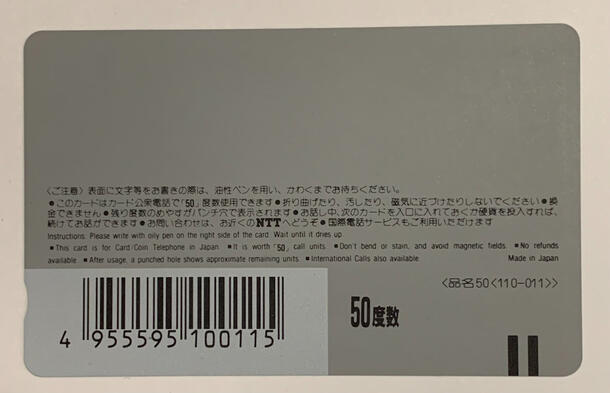 〈ご注意〉表面に文字等をお書きの際は、油性ペンを用い、かわくまでお待ちください。
●このカードはカード公衆電話で「50」度数使用できます●折り曲げたり、汚したり、磁気に近づけたりしないでください●換
金できません●残り度数のめやすがパンチ穴で表示されます●お話し中、次のカードを入口に入れておくか硬貨を投入すれば、
続けてお話ができます●お問い合わせは、お近くのNTTへどうぞ●国際電話サービスもご利用いただけます
Instructions. Please write with oily pen on the right side of the card. Wait until it dries up.
■This card is for Card/Coin Telephone in Japan ■It is worth「50」call units. ■Don't bend or stain, and avoid magnetic fields. ■No refunds
available ■After usage, a punched hole shows approximate remaining units. ■International Calls also available. Made in Japan
〈品名50〈110-011〉〉
50度数
4 955595 100115